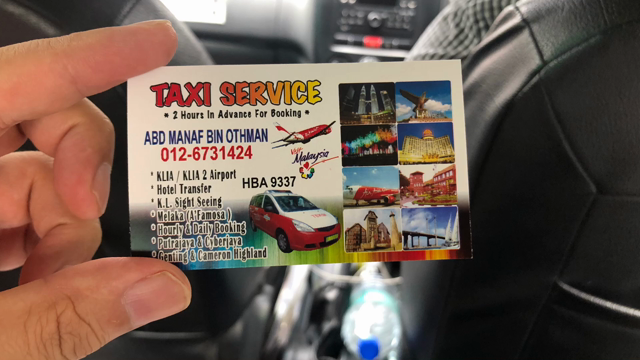 TAXI SERVICE
* 2 Hours In Advance For Booking *
ABD MANAF BIN OTHMAN
012-6731424
Visit
Malaysia
* KLIA / KLIA 2 Airport
* Hotel Transfer
* K.L. Sight Seeing
* Melaka (A'Famosa )
* Hourly & Daily Booking
* Putrajaya & Cyberjaya
* Genting & Cameron Highland
HBA 9337